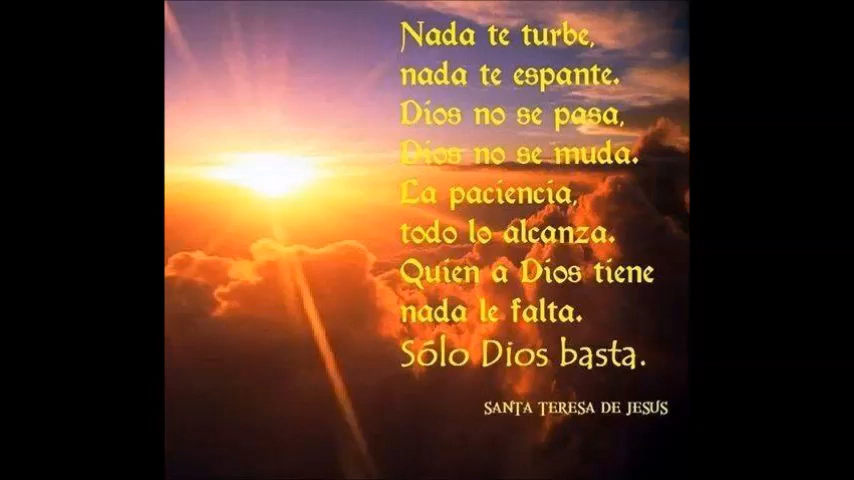 Nada te turbe,
nada te espante.
Dios no se pasa,
Dios no se muda.
La paciencia,
todo lo alcanza.
Quien a Dios tiene
nada le falta.
Sólo Dios basta.
SANTA TERESA DE JESÚS